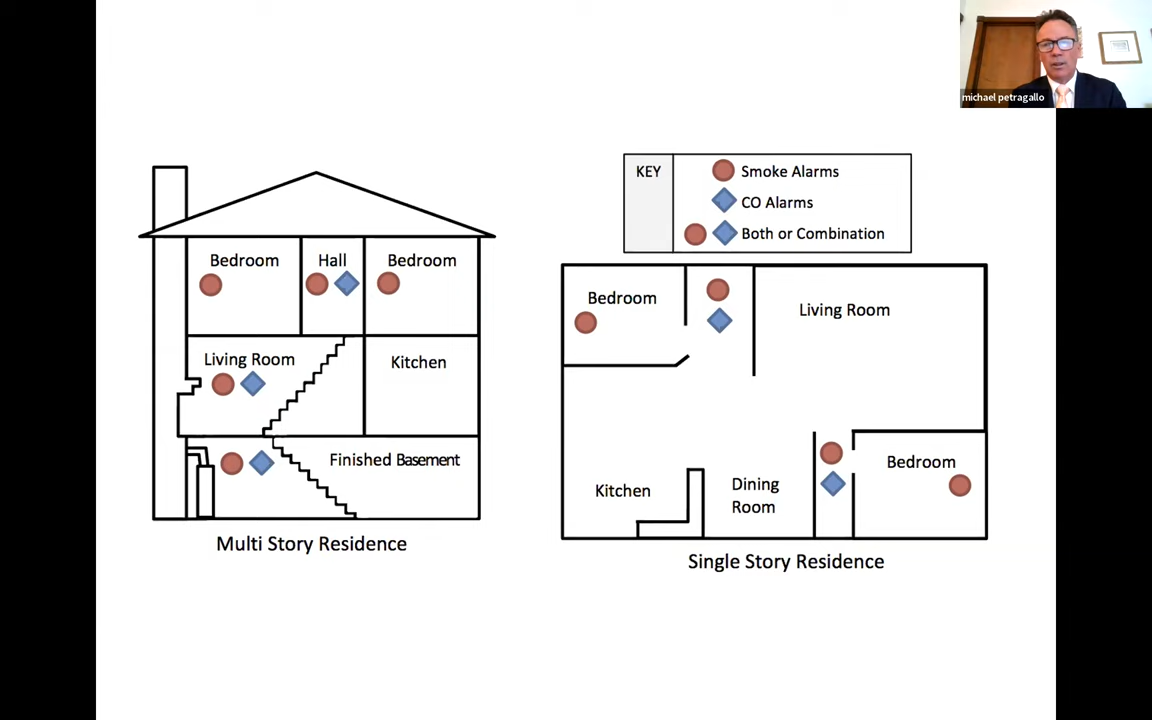 michael petragallo
KEY
Smoke Alarms
CO Alarms
Both or Combination
Bedroom
Hall
Bedroom
Living Room
Kitchen
Finished Basement
Multi Story Residence
Bedroom
Living Room
Kitchen
Dining
Room
Bedroom
Single Story Residence